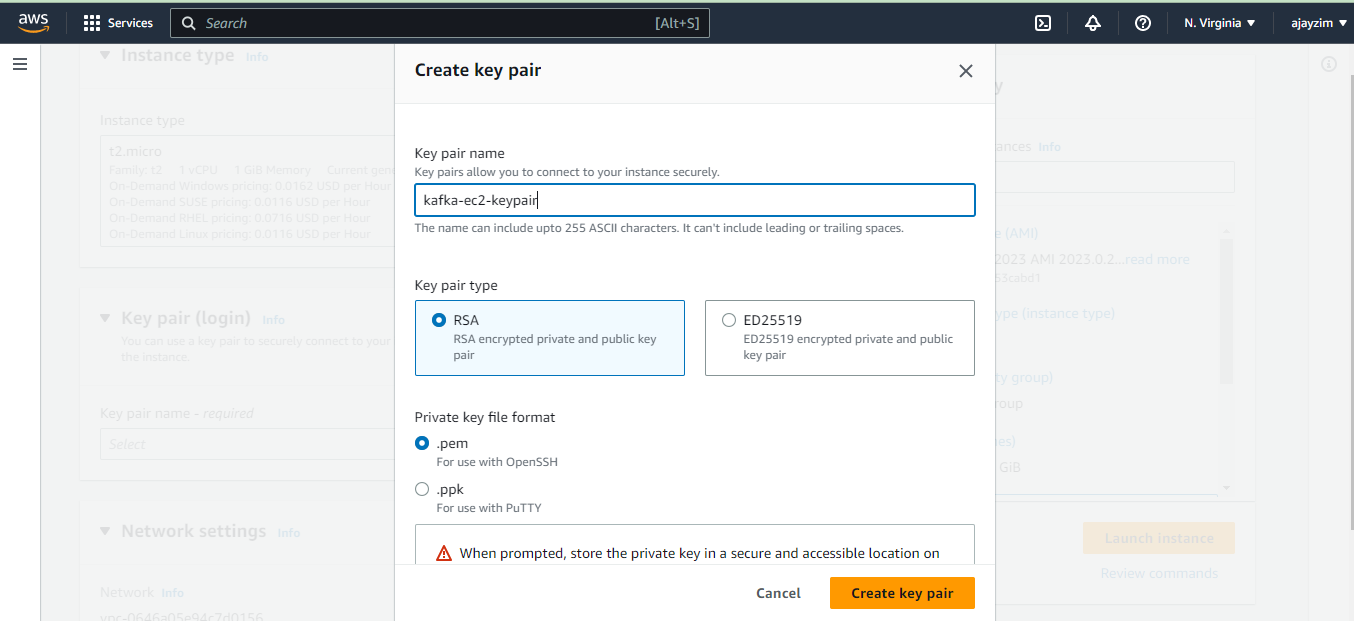 aws
Services
Search
[Alt+S]
N. Virginia
ajayzim
Instance type Info
Instance type
t2.micro
Family: t2 1 vCPU 1 GiB Memory Current gene
On-Demand Windows pricing: 0.0162 USD per Hour
On-Demand SUSE pricing: 0.0116 USD per Hour
On-Demand RHEL pricing: 0.0716 USD per Hour
On-Demand Linux pricing: 0.0116 USD per Hour
Key pair (login) Info
You can use a key pair to securely connect to your
the instance.
Key pair name - required
Select
Network settings Info
Network Info
vpc-0646a05e94c7d0156
Create key pair
Key pair name
Key pairs allow you to connect to your instance securely.
kafka-ec2-keypair
The name can include upto 255 ASCII characters. It can't include leading or trailing spaces.
Key pair type
RSA
RSA encrypted private and public key
pair
ED25519
ED25519 encrypted private and public
key pair
Private key file format
.pem
For use with OpenSSH
.ppk
For use with PuTTY
When prompted, store the private key in a secure and accessible location on
Cancel
Create key pair
y
ances Info
e (AMI)
2023 AMI 2023.0.2...read more
53cabd1
ype (instance type)
ty group)
roup
es)
GiB
Launch instance
Review commands